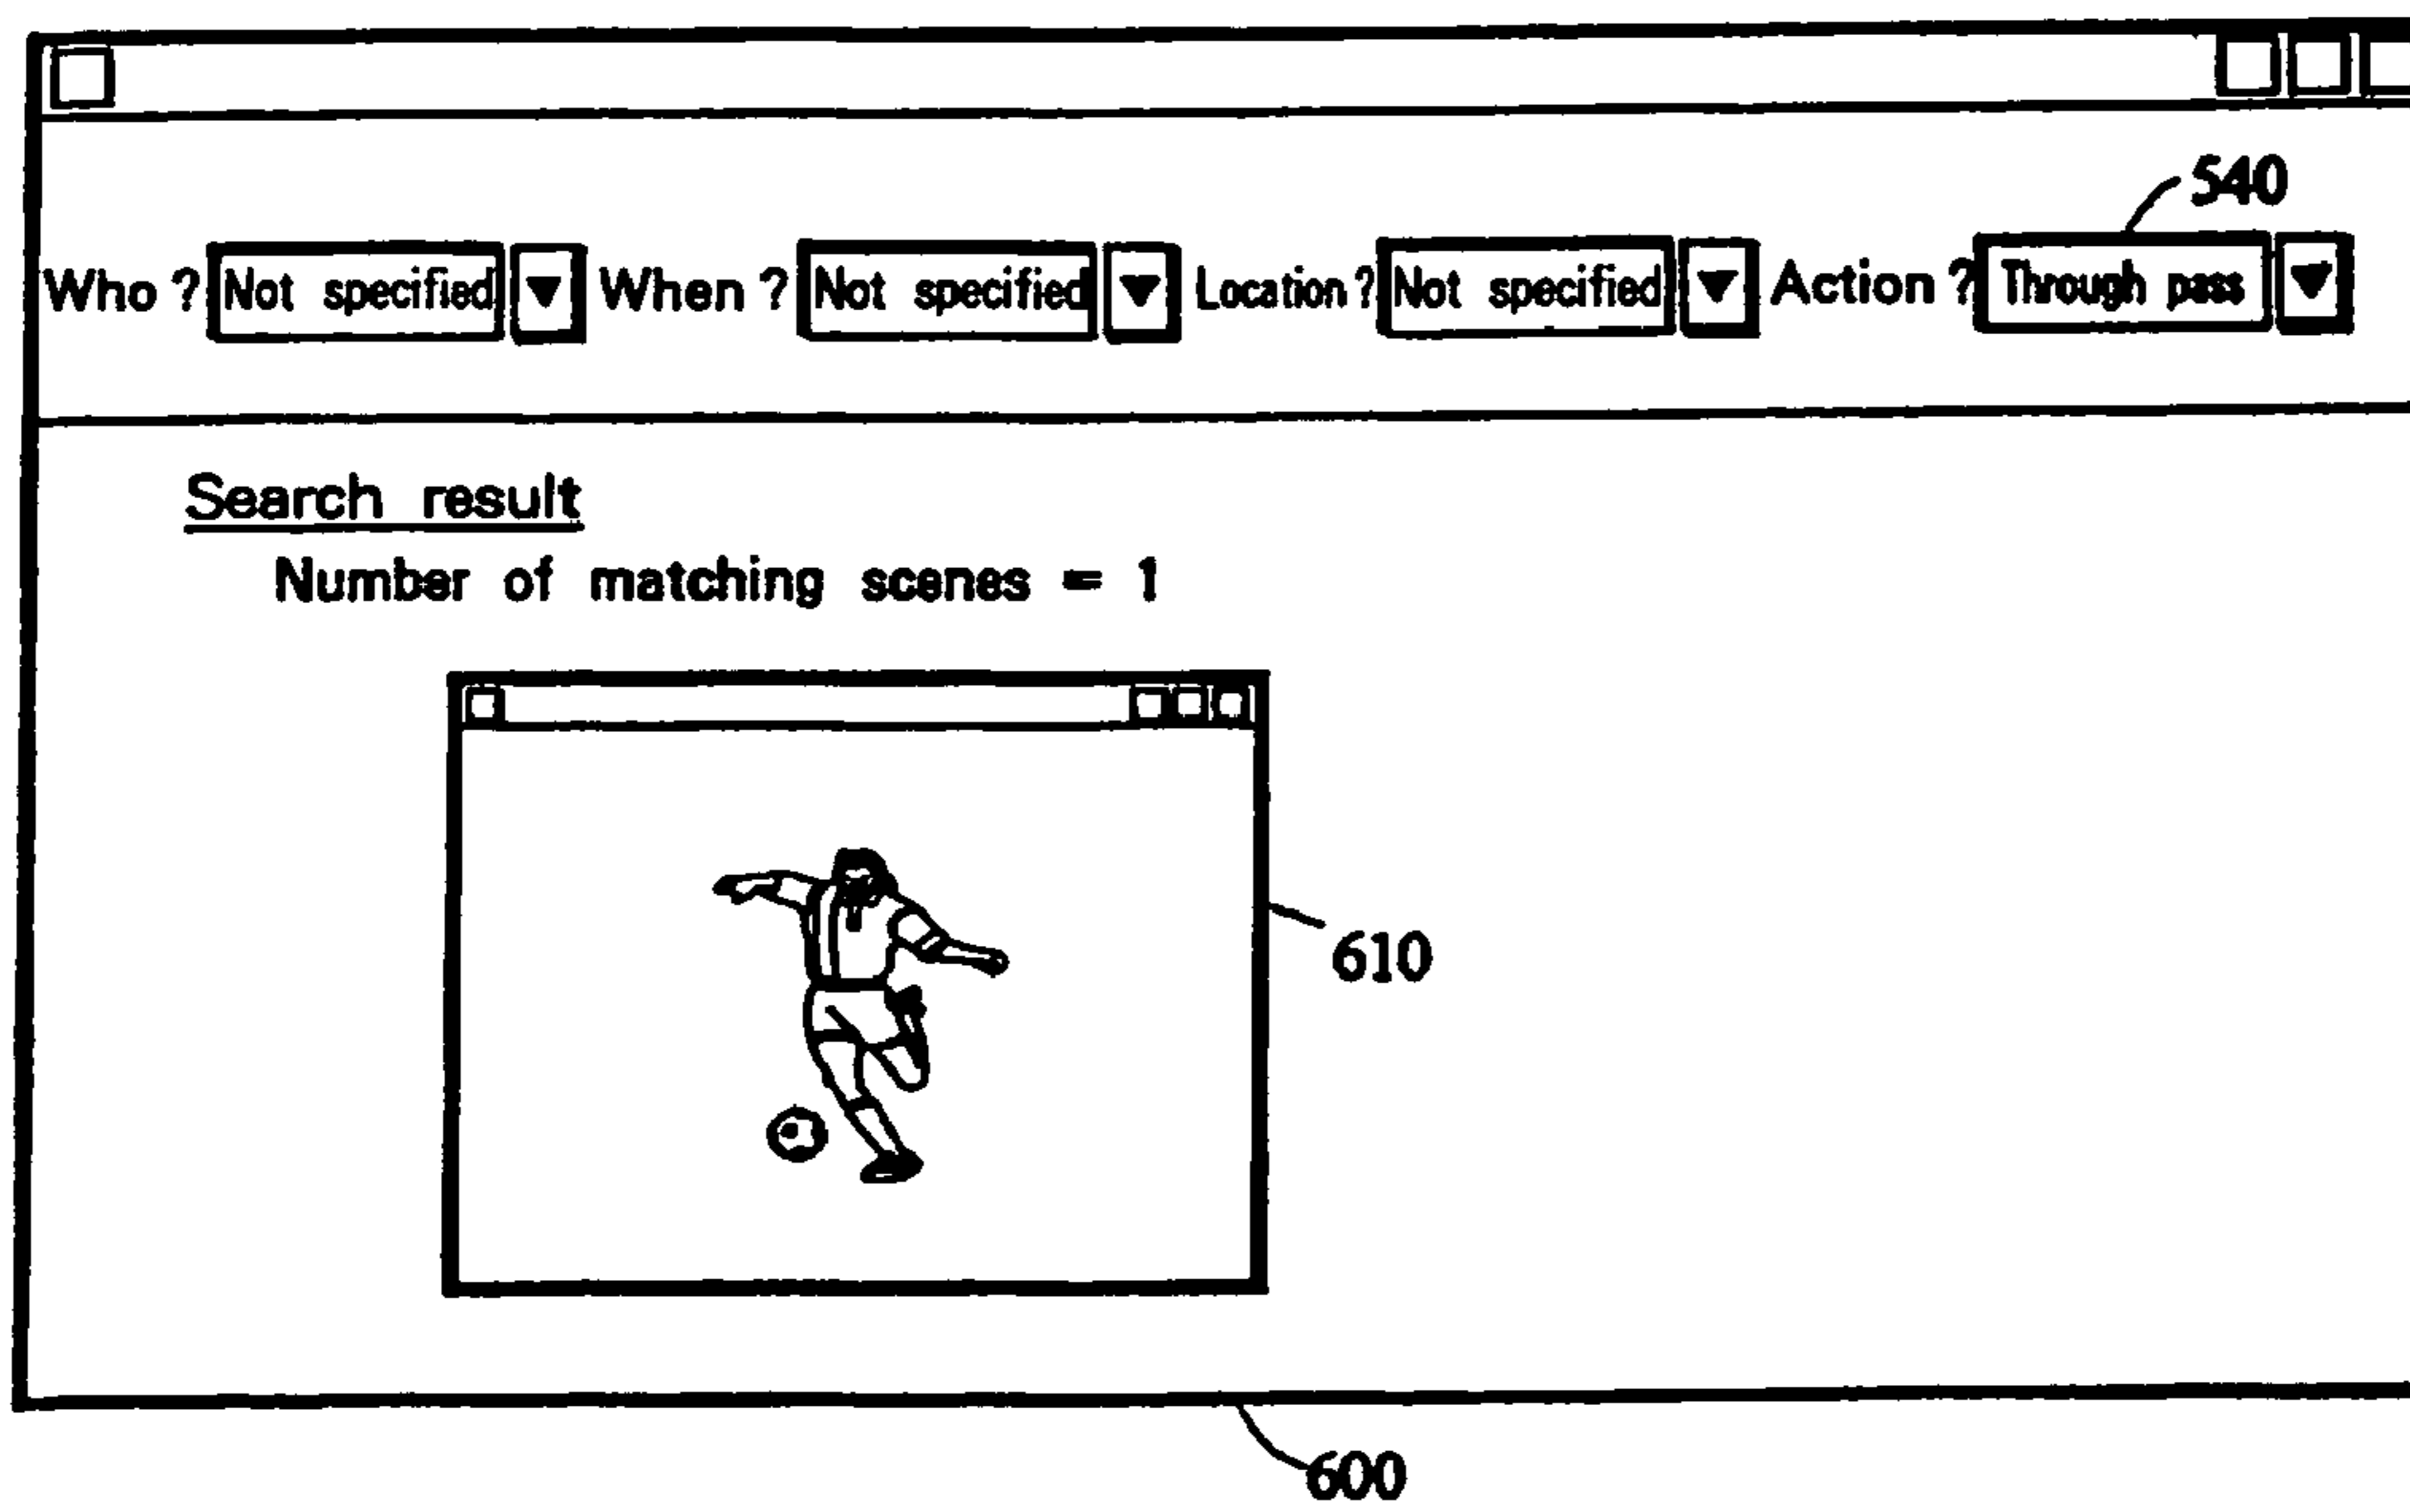 540
Who ? Not specified ▼ When ? Not specified ▼ Location ? Not specified ▼ Action ? Through pass ▼
Search result
Number of matching scenes = 1
610
600